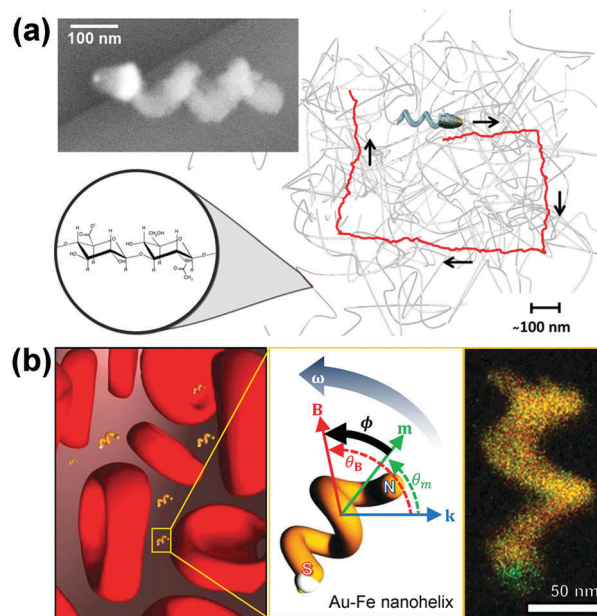 (a)
100 nm
~100 nm
(b)
ω
B
ϕ
m
θB
θm
N
k
S
Au-Fe nanohelix
50 nm